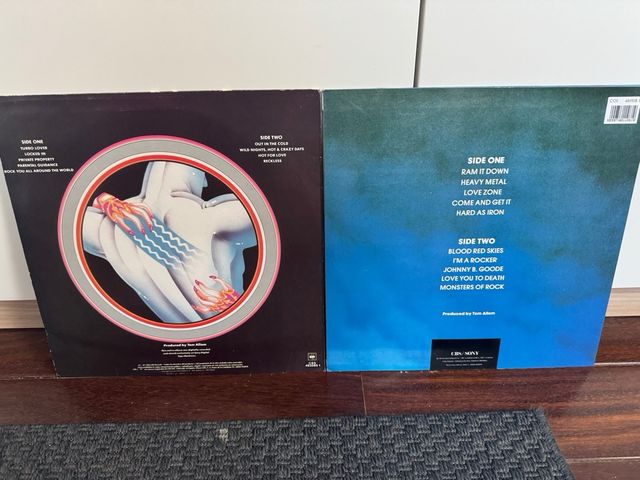 SIDE ONE
TURBO LOVER
LOCKED IN
PRIVATE PROPERTY
PARENTAL GUIDANCE
ROCK YOU ALL AROUND THE WORLD
SIDE TWO
OUT IN THE COLD
WILD NIGHTS, HOT & CRAZY DAYS
HOT FOR LOVE
RECKLESS
Produced by Tom Allom
CBS
SIDE ONE
RAM IT DOWN
HEAVY METAL
LOVE ZONE
COME AND GET IT
HARD AS IRON
SIDE TWO
BLOOD RED SKIES
I'M A ROCKER
JOHNNY B. GOODE
LOVE YOU TO DEATH
MONSTERS OF ROCK
Produced by Tom Allom
CBS/SONY